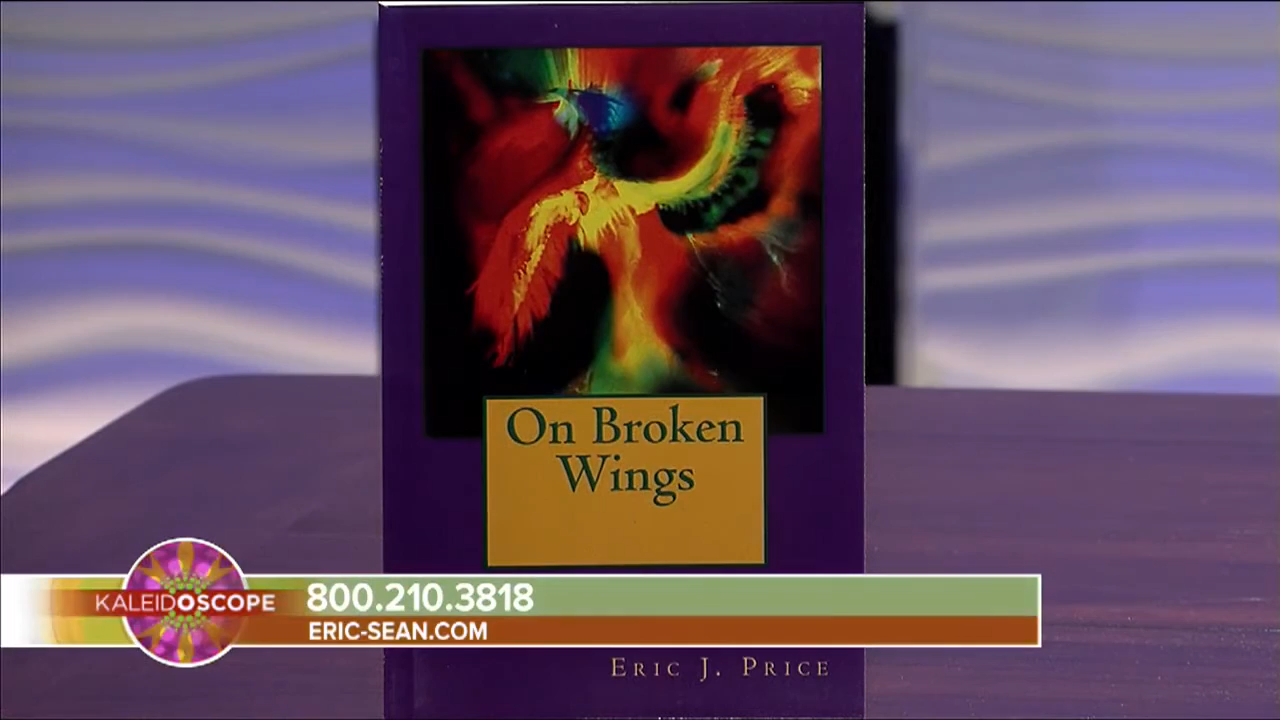 On Broken
Wings
KALEIDOSCOPE
800.210.3818
ERIC-SEAN.COM
Eric J. Price